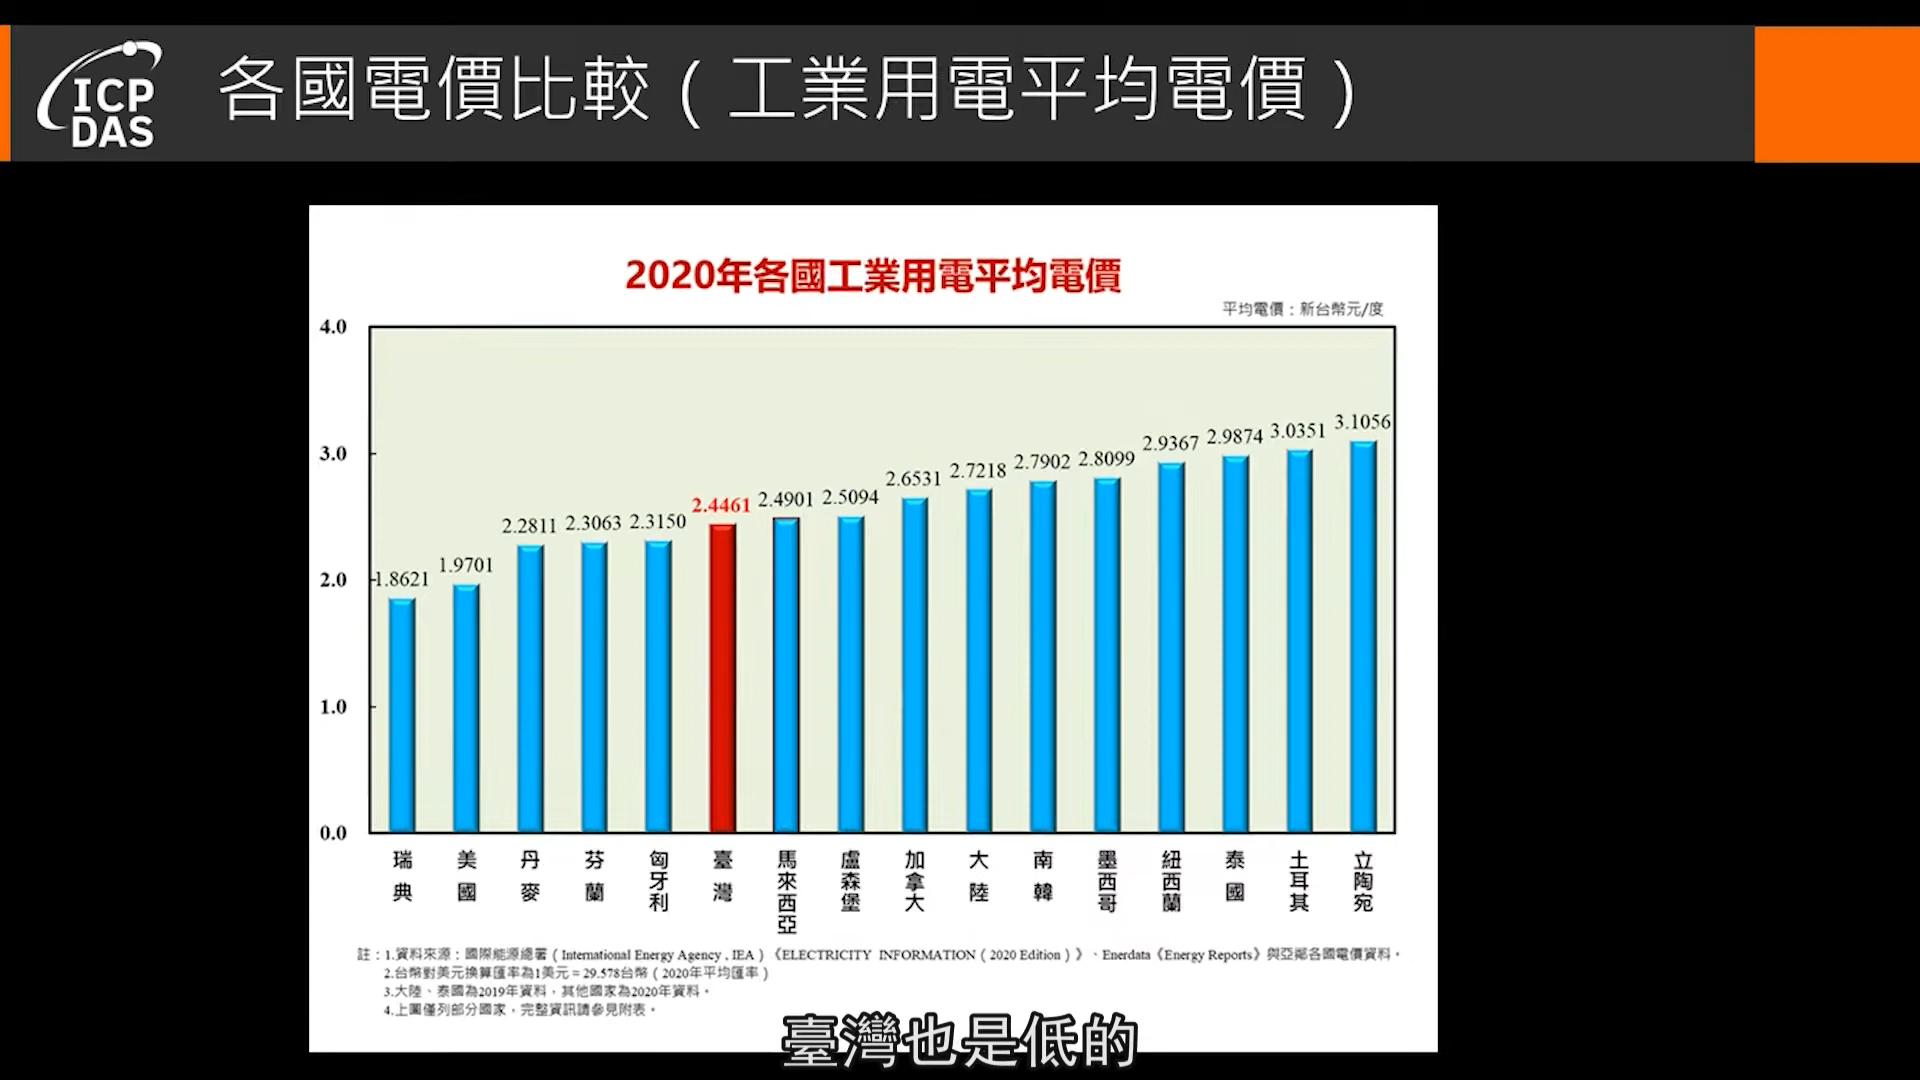 ICP
DAS
各國電價比較（工業用電平均電價）
2020年各國工業用電平均電價
平均電價：新台幣元/度
4.0
3.0
2.0
1.0
0.0
1.8621
1.9701
2.2811
2.3063
2.3150
2.4461
2.4901
2.5094
2.6531
2.7218
2.7902
2.8099
2.9367
2.9874
3.0351
3.1056
瑞典
美國
丹麥
芬蘭
匈牙利
臺灣
馬來西亞
盧森堡
加拿大
大陸
南韓
墨西哥
紐西蘭
泰國
土耳其
立陶宛
註：1.資料來源：國際能源總署（International Energy Agency , IEA）《ELECTRICITY INFORMATION（2020 Edition）》、Enerdata《Energy Reports》與亞鄰各國電價資料。
2.台幣對美元換算匯率為1美元＝29.578台幣（2020年平均匯率）
3.大陸、泰國為2019年資料，其他國家為2020年資料。
4.上圖僅列部分國家，完整資訊請參見附表。
臺灣也是低的